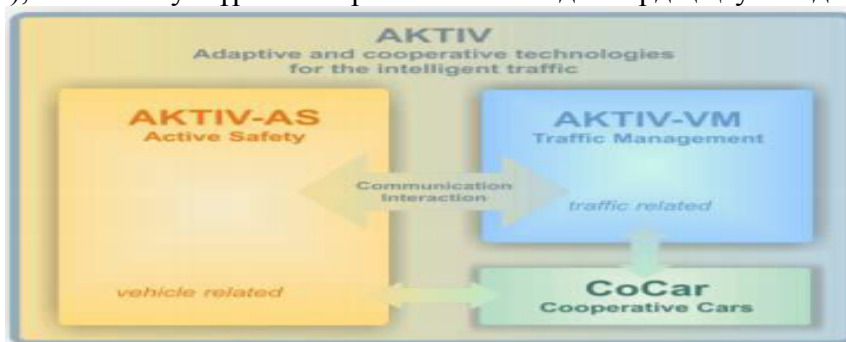 AKTIV
Adaptive and cooperative technologies
for the intelligent traffic
AKTIV-AS
Active Safety
AKTIV-VM
Traffic Management
Communication
Interaction
traffic related
vehicle related
CoCar
Cooperative Cars